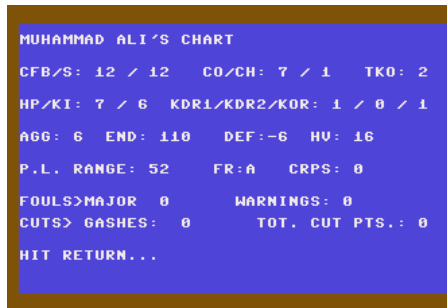 MUHAMMAD ALI'S CHART
CFB/S: 12 / 12 CO/CH: 7 / 1 TKO: 2
HP/KI: 7 / 6 KDR1/KDR2/KOR: 1 / 0 / 1
AGG: 6 END: 110 DEF:-6 HV: 16
P.L. RANGE: 52 FR:A CRPS: 0
FOULS>MAJOR 0 WARNINGS: 0
CUTS> GASHES: 0 TOT. CUT PTS.: 0
HIT RETURN...